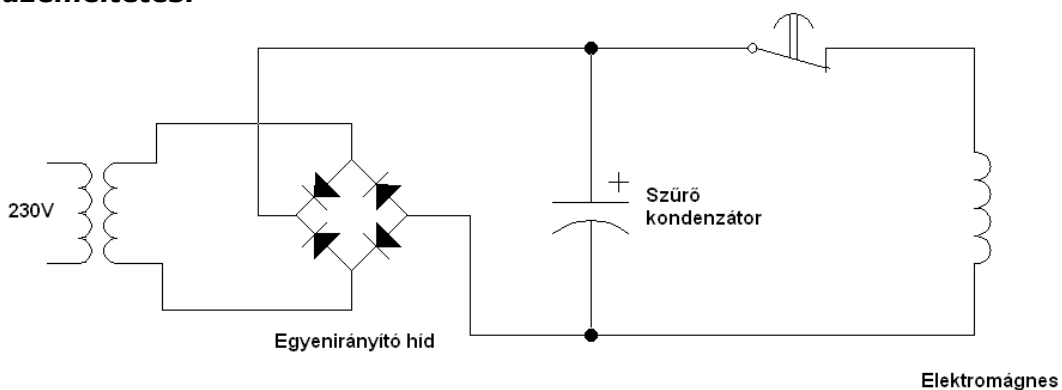 230V
+
Szűrő
kondenzátor
Egyenirányító híd
Elektromágnes